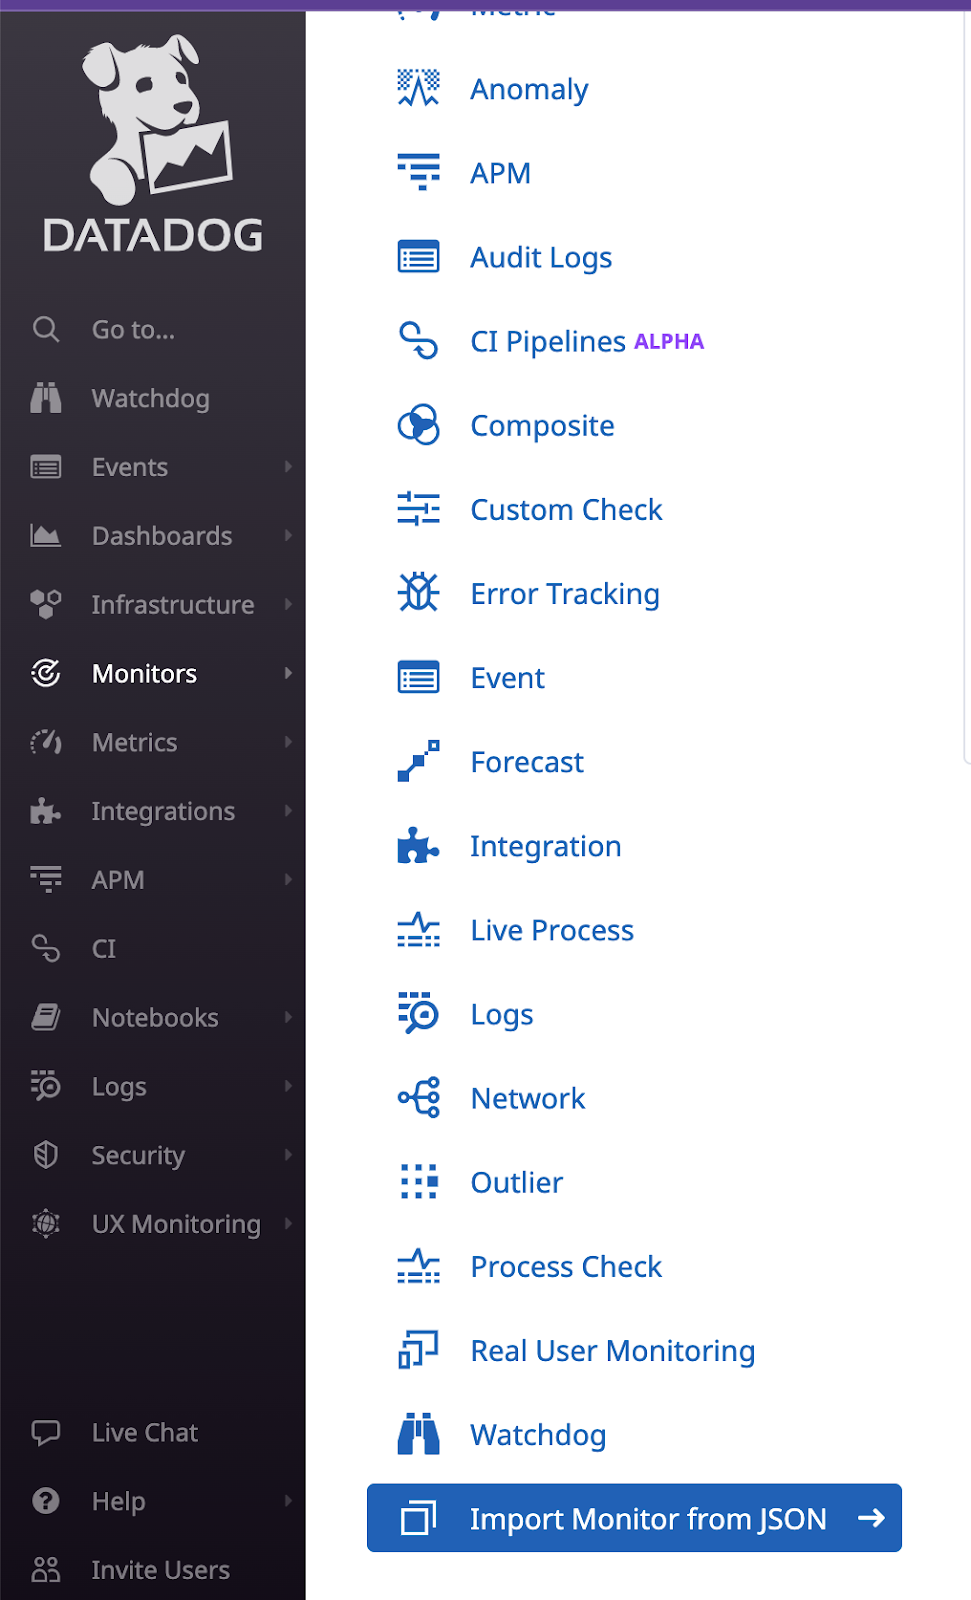 DATADOG
Go to...
Watchdog
Events
Dashboards
Infrastructure
Monitors
Metrics
Integrations
APM
CI
Notebooks
Logs
Security
UX Monitoring
Live Chat
Help
Invite Users
Metric
Anomaly
APM
Audit Logs
CI Pipelines ALPHA
Composite
Custom Check
Error Tracking
Event
Forecast
Integration
Live Process
Logs
Network
Outlier
Process Check
Real User Monitoring
Watchdog
Import Monitor from JSON